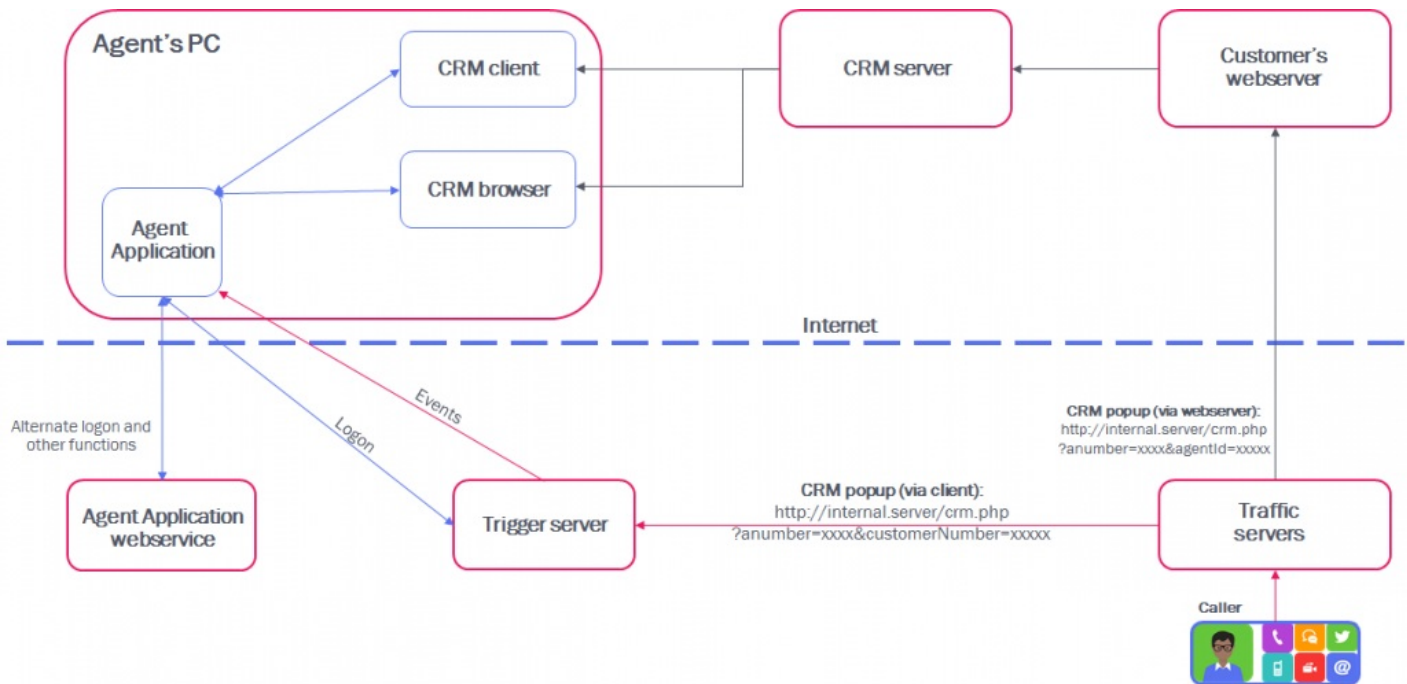 Agent's PC
CRM client
CRM server
Customer's
webserver
CRM browser
Agent
Application
Internet
Events
Logon
Alternate logon and
other functions
CRM popup (via webserver):
http://internal.server/crm.php
?anumber=xxxx&agentId=xxxxx
Agent Application
webservice
Trigger server
CRM popup (via client):
http://internal.server/crm.php
?anumber=xxxx&customerNumber=xxxxx
Traffic
servers
Caller
@